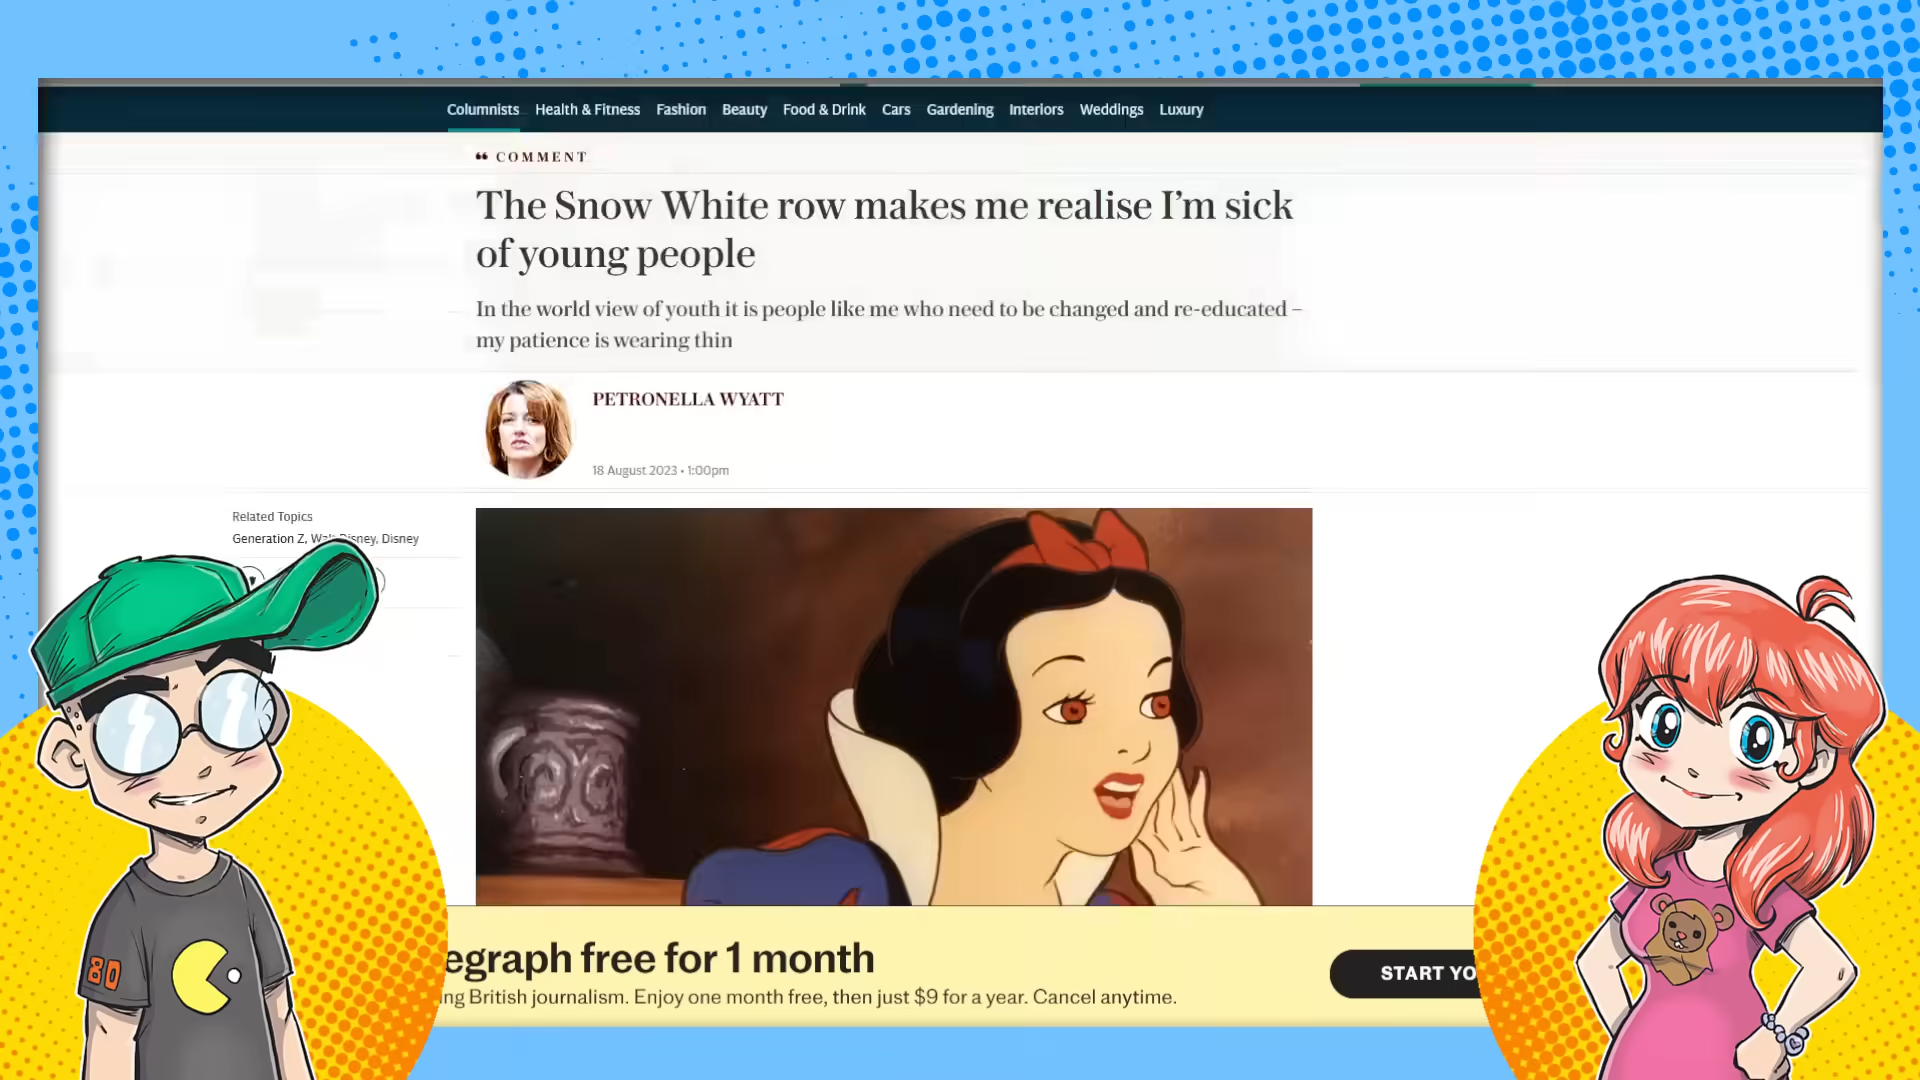 Columnists Health & Fitness Fashion Beauty Food & Drink Cars Gardening Interiors Weddings Luxury
“ COMMENT
The Snow White row makes me realise I’m sick
of young people
In the world view of youth it is people like me who need to be changed and re-educated –
my patience is wearing thin
PETRONELLA WYATT
18 August 2023 • 1:00pm
Related Topics
Generation Z, Walt Disney, Disney
egraph free for 1 month
ng British journalism. Enjoy one month free, then just $9 for a year. Cancel anytime.
START YO
80